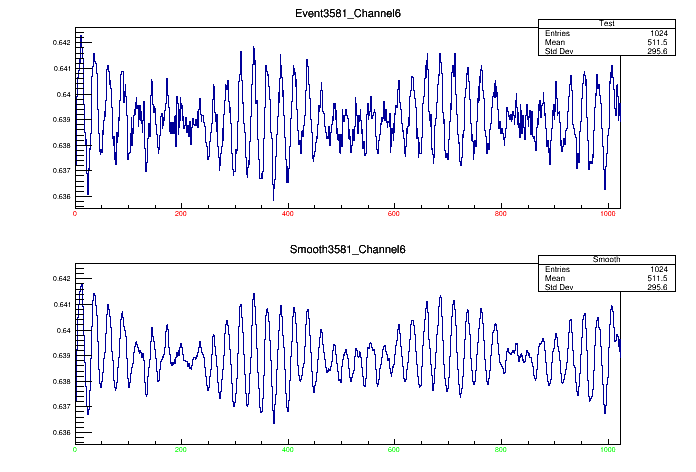 Event3581_Channel6
Test
Entries 1024
Mean 511.5
Std Dev 295.6
0.642
0.641
0.64
0.639
0.638
0.637
0.636
0 200 400 600 800 1000
Smooth3581_Channel6
Smooth
Entries 1024
Mean 511.5
Std Dev 295.6
0.642
0.641
0.64
0.639
0.638
0.637
0.636
0 200 400 600 800 1000